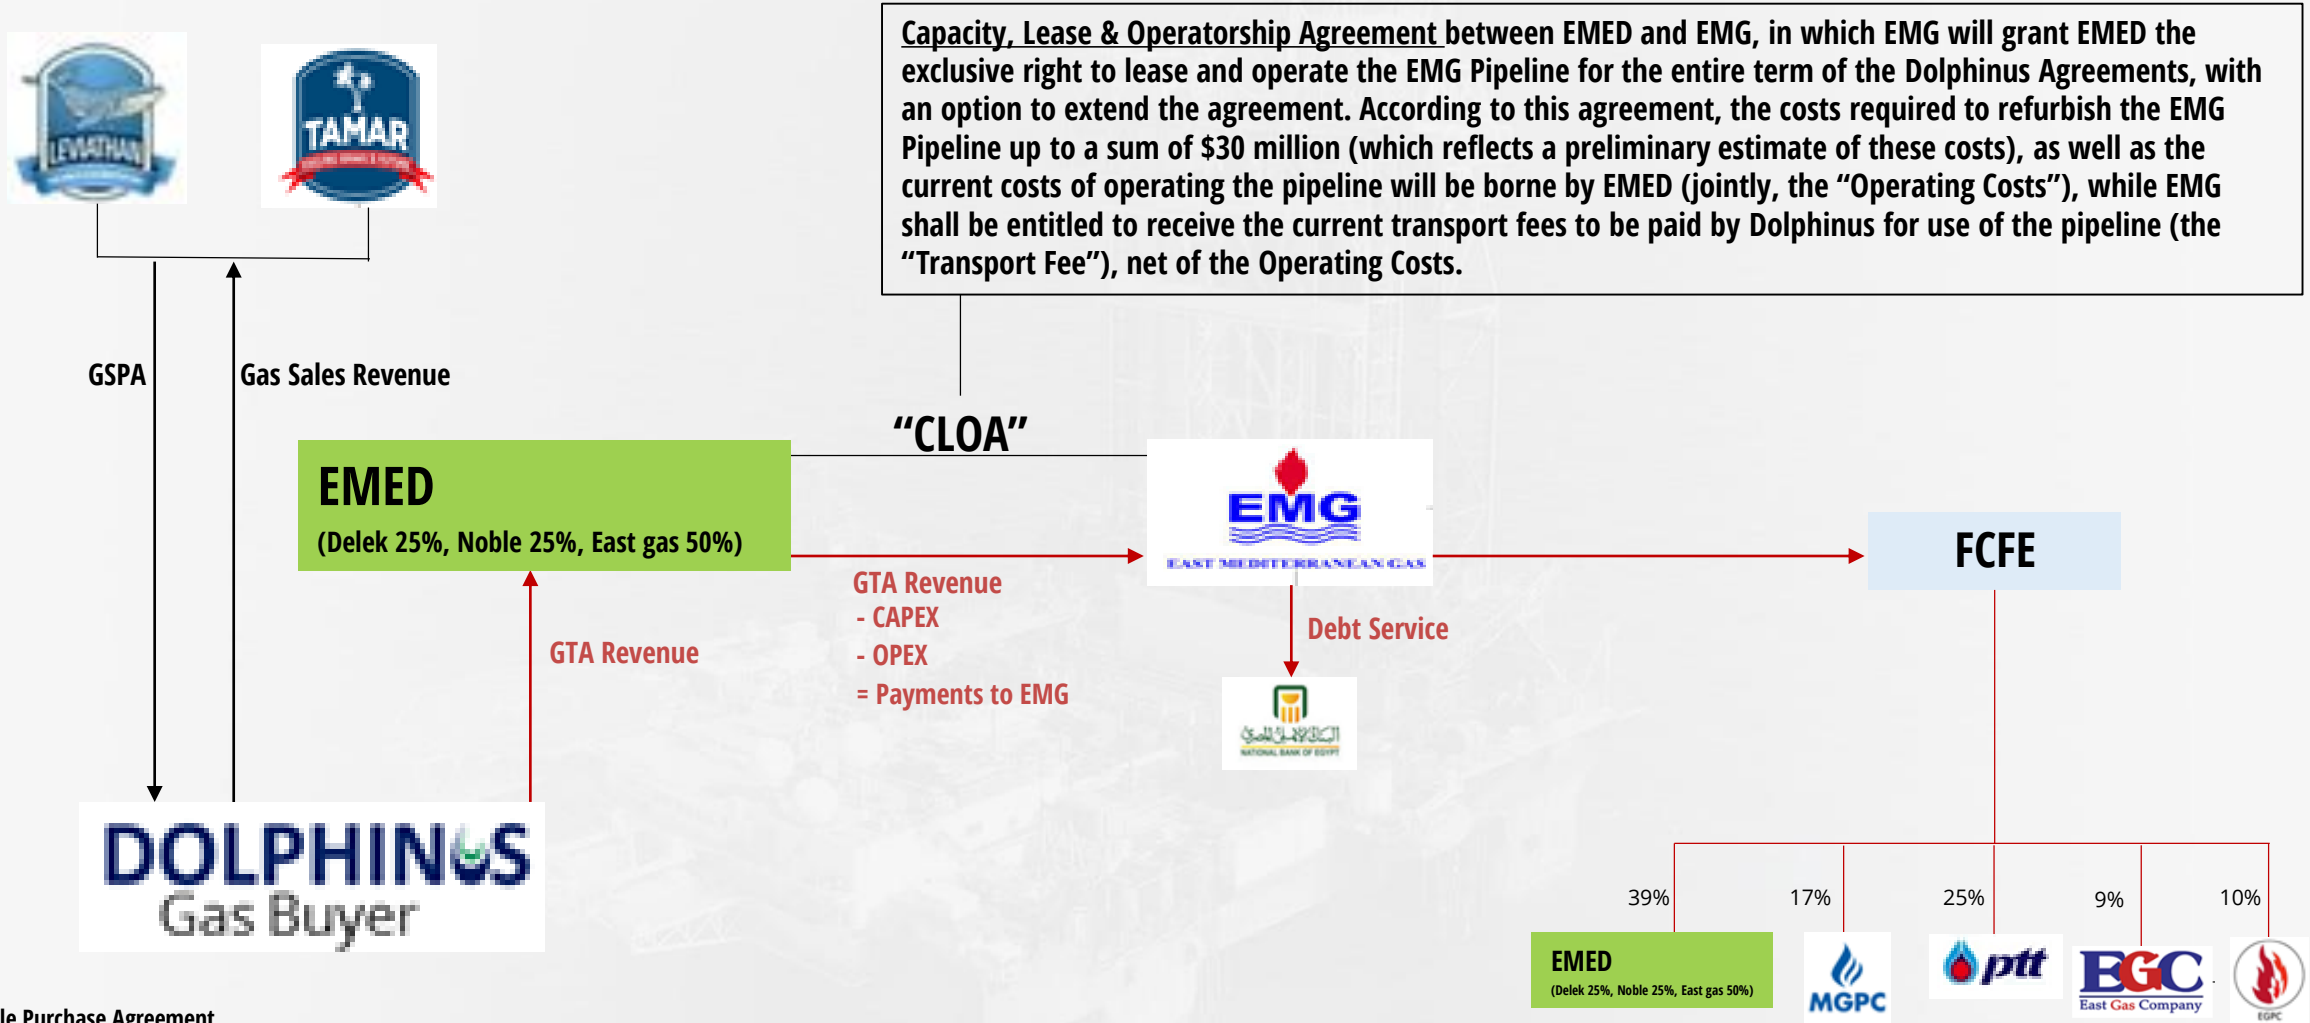 Capacity, Lease & Operatorship Agreement between EMED and EMG, in which EMG will grant EMED the
exclusive right to lease and operate the EMG Pipeline for the entire term of the Dolphinus Agreements, with
an option to extend the agreement. According to this agreement, the costs required to refurbish the EMG
Pipeline up to a sum of $30 million (which reflects a preliminary estimate of these costs), as well as the
current costs of operating the pipeline will be borne by EMED (jointly, the “Operating Costs”), while EMG
shall be entitled to receive the current transport fees to be paid by Dolphinus for use of the pipeline (the
“Transport Fee”), net of the Operating Costs.
LEVIATHAN
TAMAR
GSPA
Gas Sales Revenue
“CLOA”
EMED
(Delek 25%, Noble 25%, East gas 50%)
EMG
EAST MEDITERRANEAN GAS
FCFE
GTA Revenue
- CAPEX
- OPEX
= Payments to EMG
GTA Revenue
Debt Service
البنك الأهلي المصري
NATIONAL BANK OF EGYPT
DOLPHINUS
Gas Buyer
39%
17%
25%
9%
10%
EMED
(Delek 25%, Noble 25%, East gas 50%)
MGPC
ptt
EGC
East Gas Company
EGPC
le Purchase Agreement